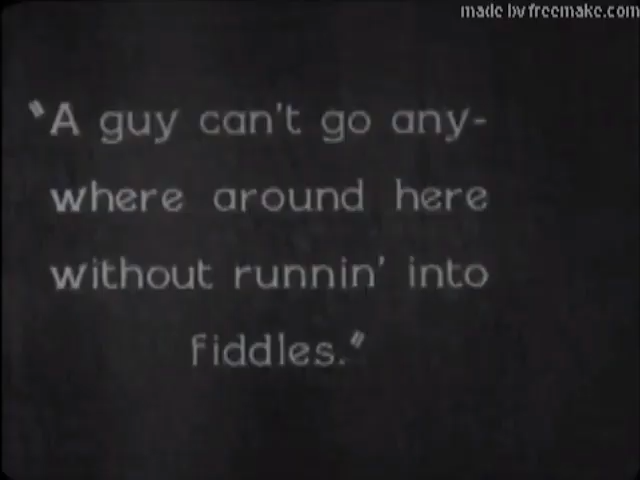 made by freemake.com
"A guy can't go any-
where around here
without runnin' into
fiddles."